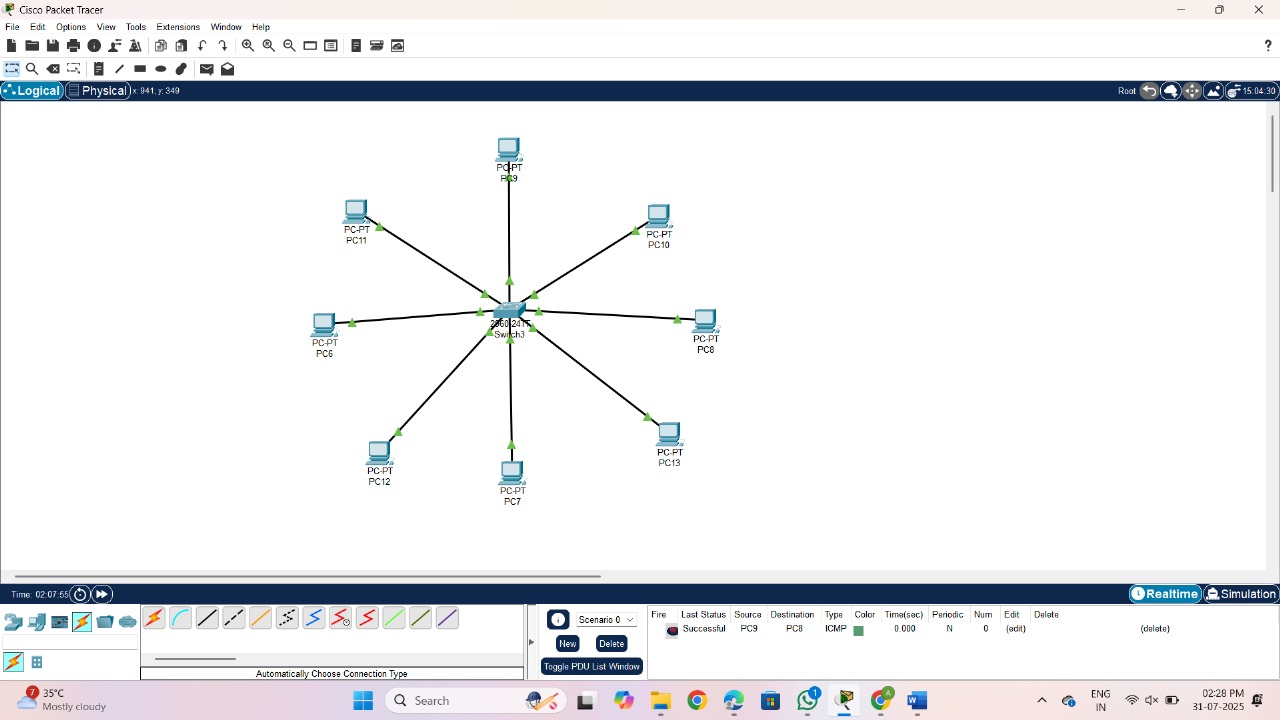 Cisco Packet Tracer
File Edit Options View Tools Extensions Window Help
?
Logical Physical x: 941, y: 349 Root 15:04:30
PC-PT
PC9
PC-PT
PC11
PC-PT
PC10
2960-24TT
Switch3
PC-PT
PC6
PC-PT
PC8
PC-PT
PC12
PC-PT
PC13
PC-PT
PC7
Time: 02:07:55 Realtime Simulation
Scenario 0
New Delete
Toggle PDU List Window
Fire Last Status Source Destination Type Color Time(sec) Periodic Num Edit Delete
Successful PC9 PC8 ICMP 0.000 N 0 (edit) (delete)
Automatically Choose Connection Type
7
35°C
Mostly cloudy
Search
1
ENG
IN
02:28 PM
31-07-2025